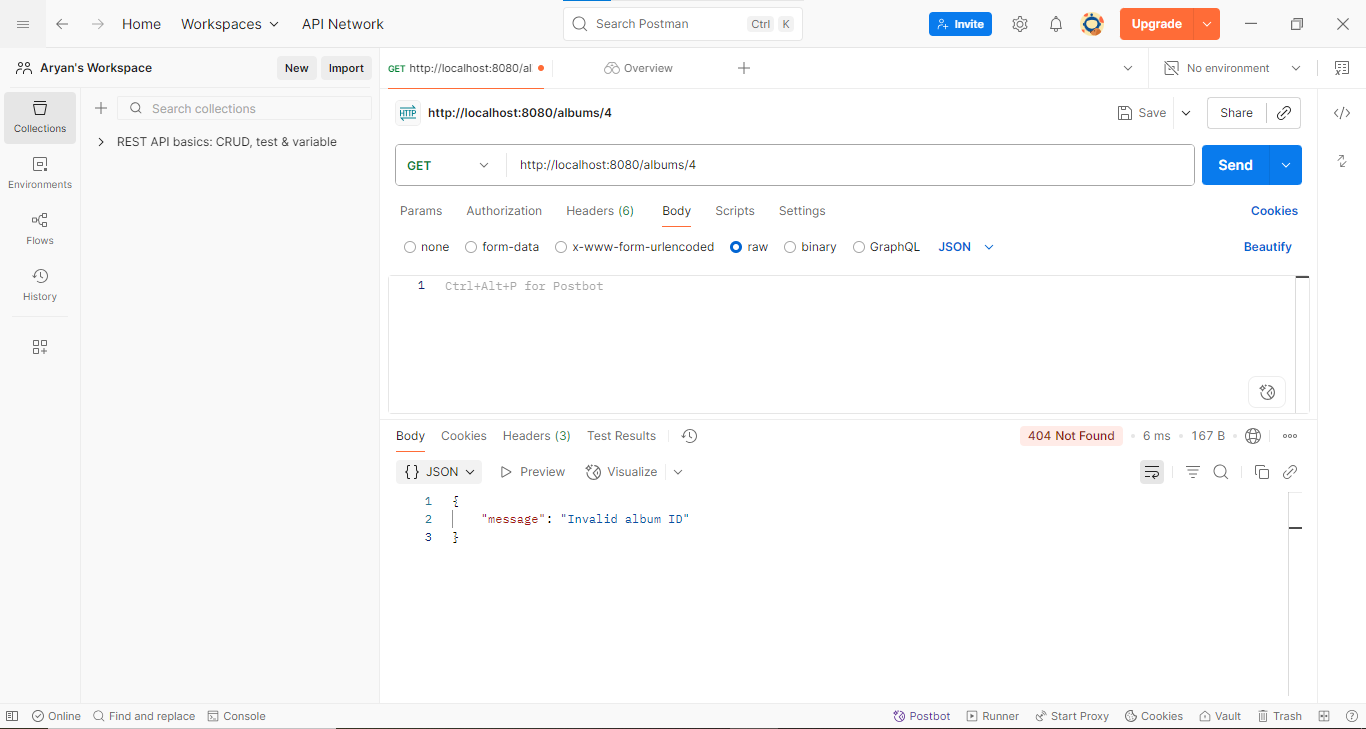 Home Workspaces API Network Search Postman Ctrl K Invite Upgrade
Aryan's Workspace New Import GET http://localhost:8080/al Overview No environment
Collections
Environments
Flows
History
Search collections
REST API basics: CRUD, test & variable
HTTP http://localhost:8080/albums/4 Save Share
GET http://localhost:8080/albums/4 Send
Params Authorization Headers (6) Body Scripts Settings Cookies
none form-data x-www-form-urlencoded raw binary GraphQL JSON Beautify
1 Ctrl+Alt+P for Postbot
Body Cookies Headers (3) Test Results 404 Not Found • 6 ms • 167 B
{} JSON Preview Visualize
1 {
2 "message": "Invalid album ID"
3 }
Online Find and replace Console Postbot Runner Start Proxy Cookies Vault Trash